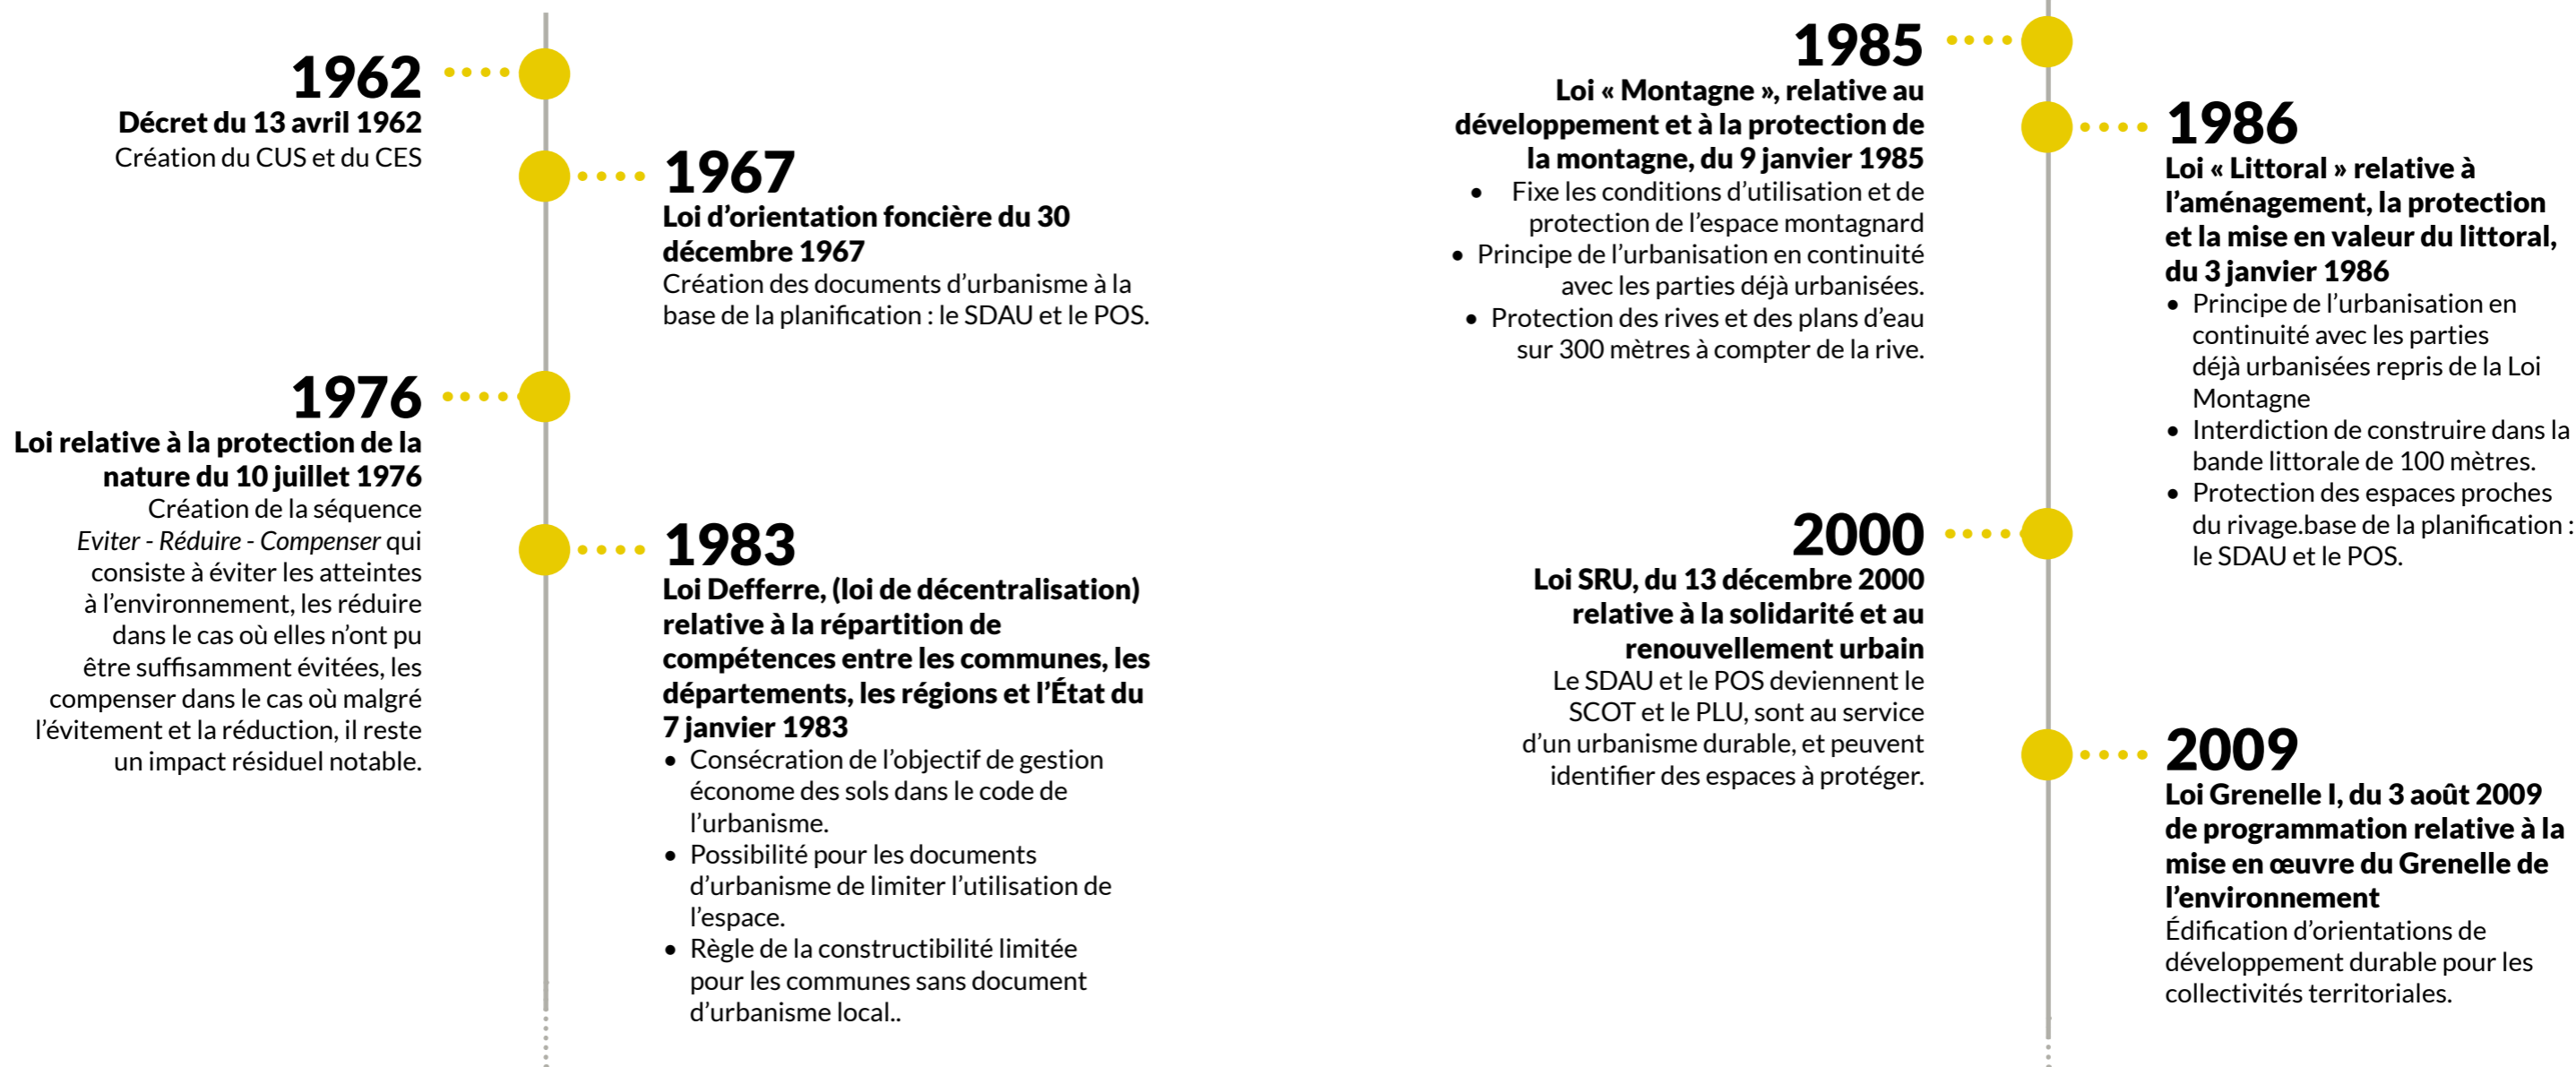 1962
Décret du 13 avril 1962
Création du CUS et du CES
1967
Loi d’orientation foncière du 30
décembre 1967
Création des documents d’urbanisme à la
base de la planification : le SDAU et le POS.
1976
Loi relative à la protection de la
nature du 10 juillet 1976
Création de la séquence
Eviter - Réduire - Compenser qui
consiste à éviter les atteintes
à l’environnement, les réduire
dans le cas où elles n’ont pu
être suffisamment évitées, les
compenser dans le cas où malgré
l’évitement et la réduction, il reste
un impact résiduel notable.
1983
Loi Defferre, (loi de décentralisation)
relative à la répartition de
compétences entre les communes, les
départements, les régions et l’État du
7 janvier 1983
• Consécration de l’objectif de gestion
économe des sols dans le code de
l’urbanisme.
• Possibilité pour les documents
d’urbanisme de limiter l’utilisation de
l’espace.
• Règle de la constructibilité limitée
pour les communes sans document
d’urbanisme local..
1985
Loi « Montagne », relative au
développement et à la protection de
la montagne, du 9 janvier 1985
• Fixe les conditions d’utilisation et de
protection de l’espace montagnard
• Principe de l’urbanisation en continuité
avec les parties déjà urbanisées.
• Protection des rives et des plans d’eau
sur 300 mètres à compter de la rive.
1986
Loi « Littoral » relative à
l’aménagement, la protection
et la mise en valeur du littoral,
du 3 janvier 1986
• Principe de l’urbanisation en
continuité avec les parties
déjà urbanisées repris de la Loi
Montagne
• Interdiction de construire dans la
bande littorale de 100 mètres.
• Protection des espaces proches
du rivage.base de la planification :
le SDAU et le POS.
2000
Loi SRU, du 13 décembre 2000
relative à la solidarité et au
renouvellement urbain
Le SDAU et le POS deviennent le
SCOT et le PLU, sont au service
d’un urbanisme durable, et peuvent
identifier des espaces à protéger.
2009
Loi Grenelle I, du 3 août 2009
de programmation relative à la
mise en œuvre du Grenelle de
l’environnement
Édification d’orientations de
développement durable pour les
collectivités territoriales.